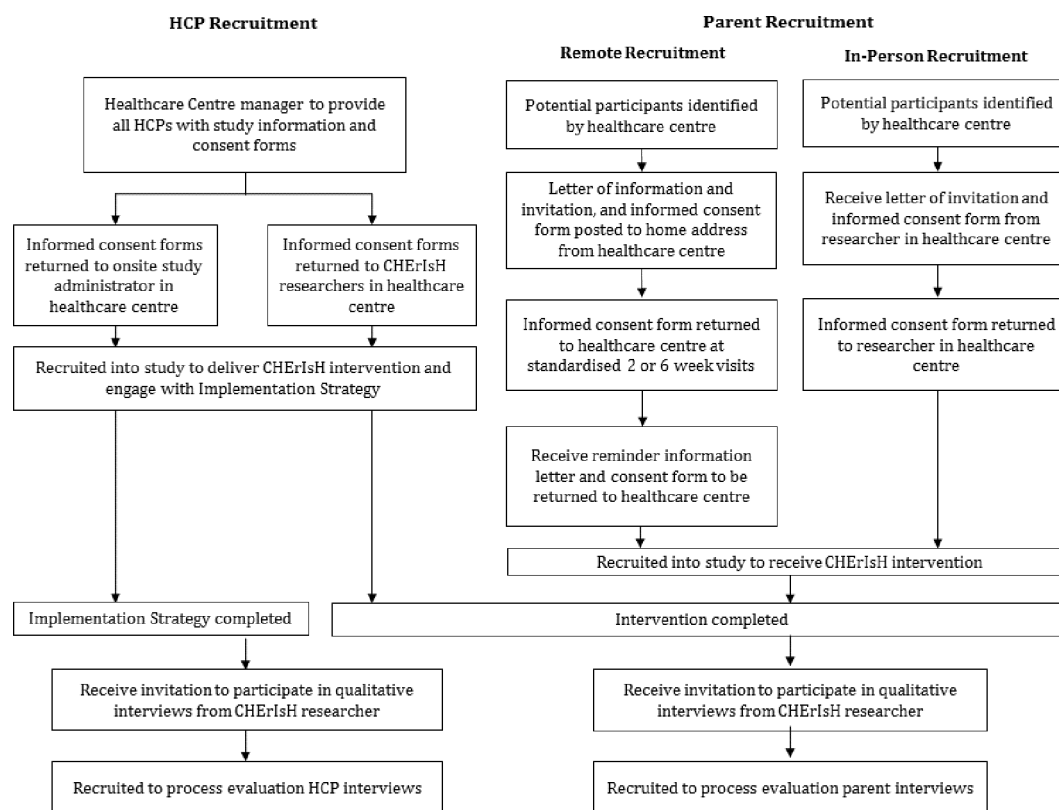 HCP Recruitment
Healthcare Centre manager to provide
all HCPs with study information and
consent forms
Informed consent forms
returned to onsite study
administrator in
healthcare centre
Informed consent forms
returned to CHErIsH
researchers in healthcare
centre
Recruited into study to deliver CHErIsH intervention and
engage with Implementation Strategy
Implementation Strategy completed
Receive invitation to participate in qualitative
interviews from CHErIsH researcher
Recruited to process evaluation HCP interviews
Parent Recruitment
Remote Recruitment
Potential participants identified
by healthcare centre
Letter of information and
invitation, and informed consent
form posted to home address
from healthcare centre
Informed consent form returned
to healthcare centre at
standardised 2 or 6 week visits
Receive reminder information
letter and consent form to be
returned to healthcare centre
In-Person Recruitment
Potential participants identified
by healthcare centre
Receive letter of invitation and
informed consent form from
researcher in healthcare centre
Informed consent form returned
to researcher in healthcare
centre
Recruited into study to receive CHErIsH intervention
Intervention completed
Receive invitation to participate in qualitative
interviews from CHErIsH researcher
Recruited to process evaluation parent interviews